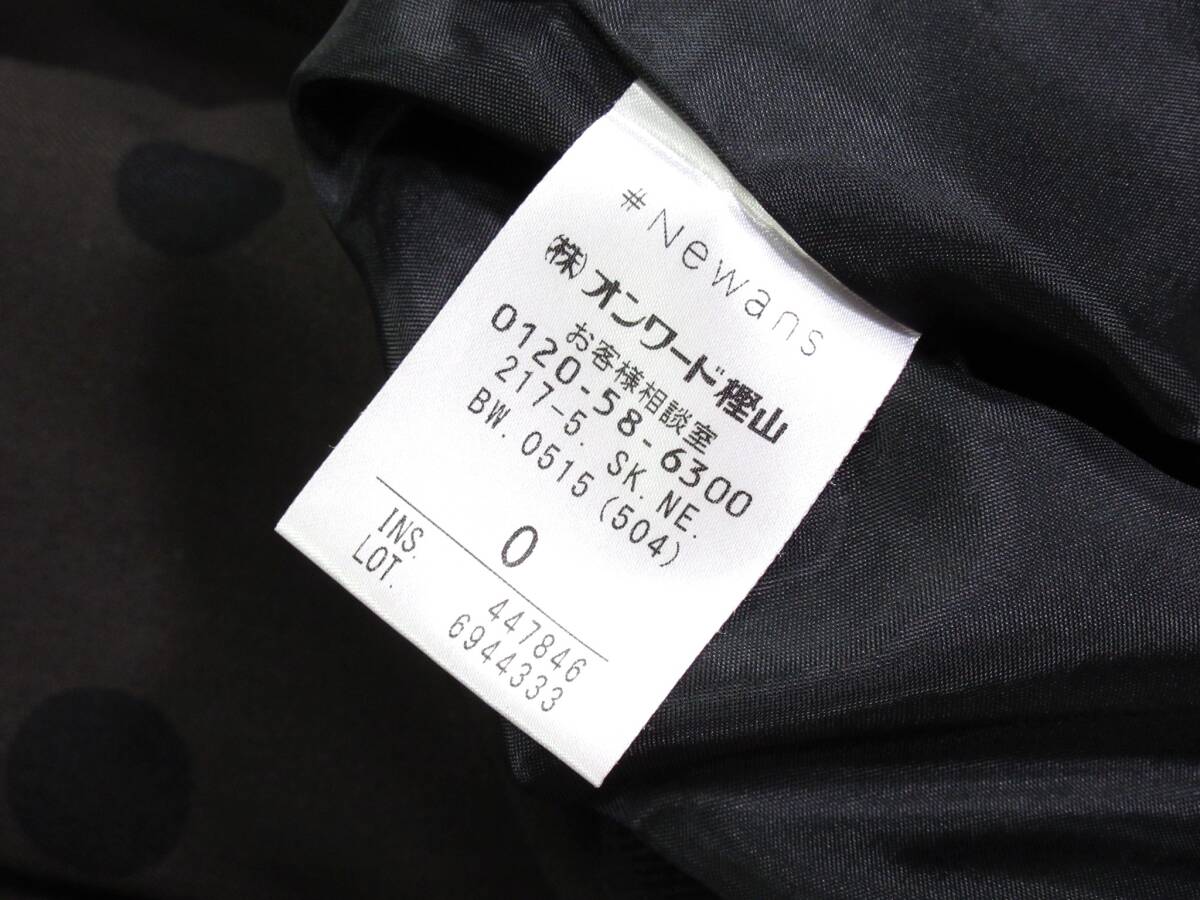 #Newans
㈱オンワード樫山
お客様相談室
0120-58-6300
217-5. SK. NE.
BW. 0515 (504)
0
INS. 447846
LOT. 6944333